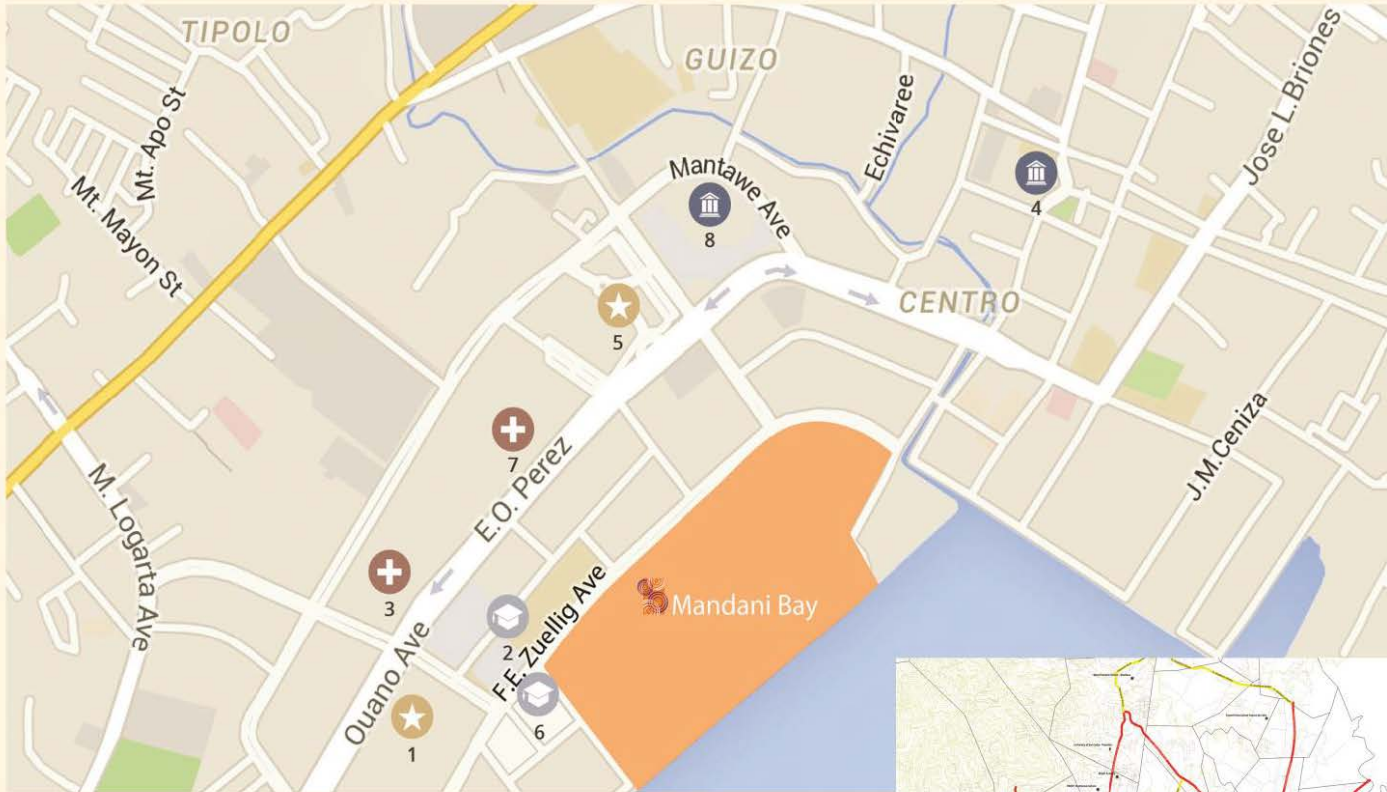 TIPOLO
GUIZO
Mt. Apo St
Mt. Mayon St
Mantawe Ave
Echivaree
Jose L. Briones
4
8
5
CENTRO
7
E.O. Perez
J.M.Ceniza
M. Logarta Ave
3
2
F.E. Zuellig Ave
Mandani Bay
Ouano Ave
1
6